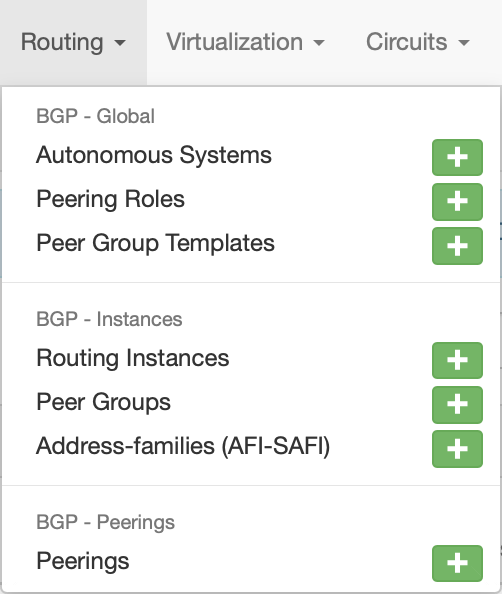 Routing Virtualization Circuits
BGP - Global
Autonomous Systems
Peering Roles
Peer Group Templates
BGP - Instances
Routing Instances
Peer Groups
Address-families (AFI-SAFI)
BGP - Peerings
Peerings